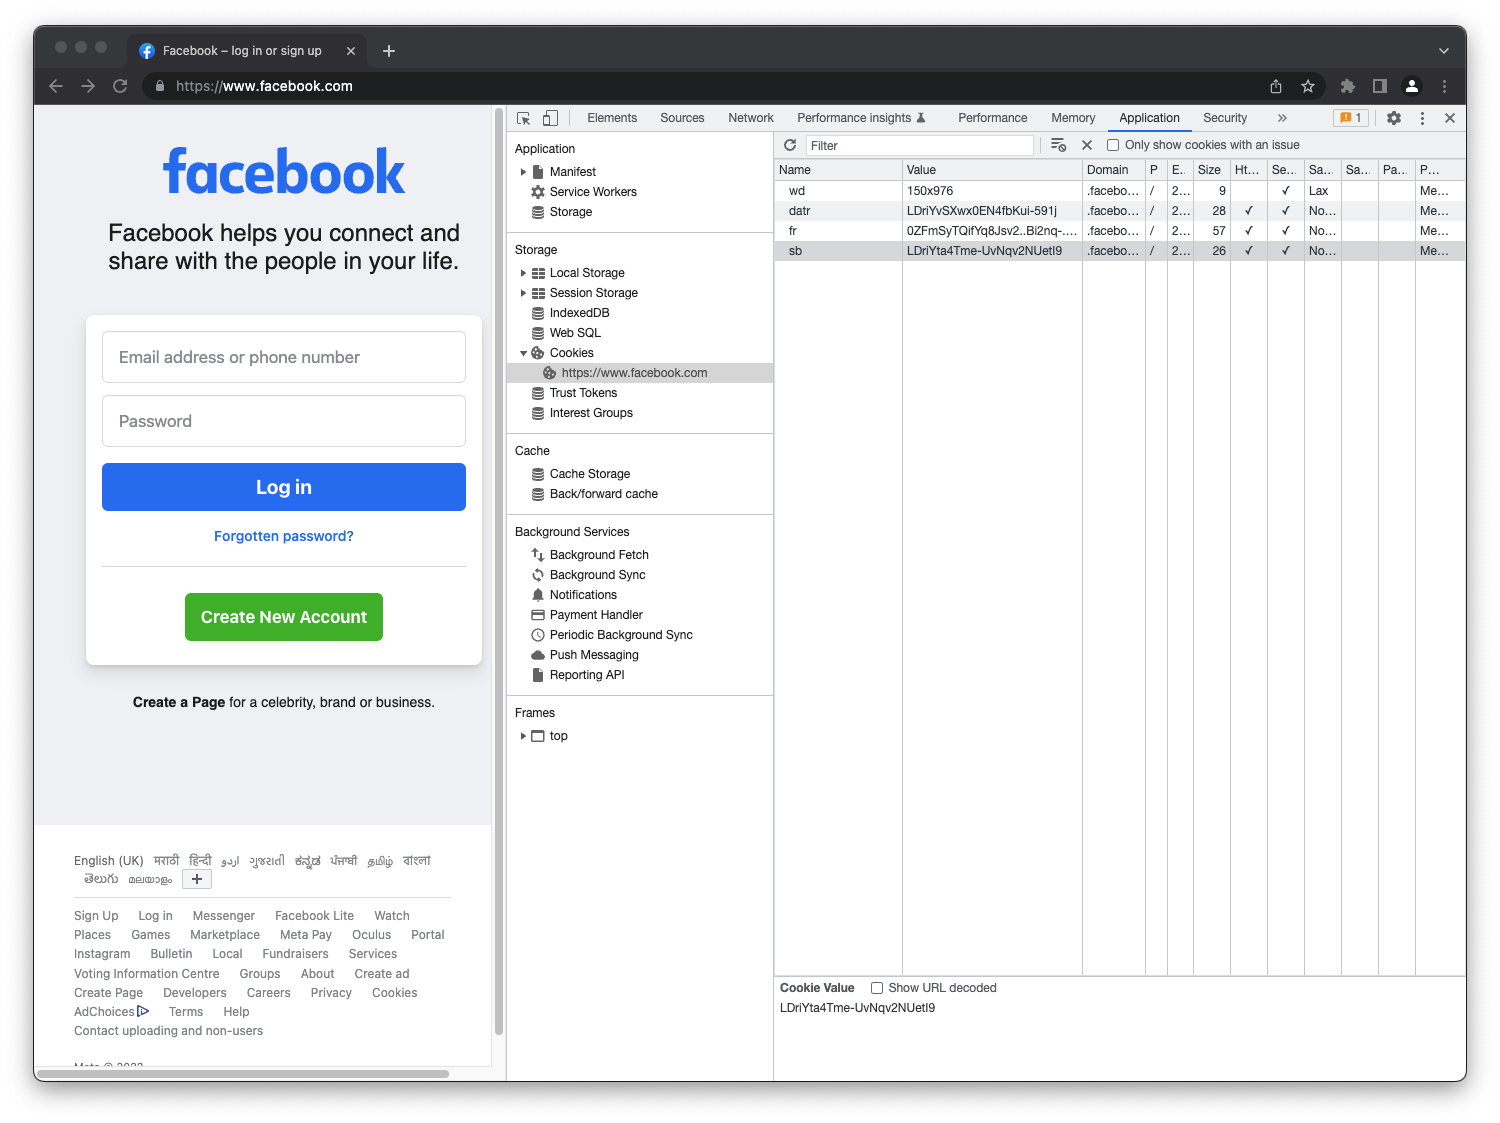 Facebook – log in or sign up
https://www.facebook.com
facebook
Facebook helps you connect and
share with the people in your life.
Email address or phone number
Password
Log in
Forgotten password?
Create New Account
Create a Page for a celebrity, brand or business.
English (UK) मराठी हिन्दी اردو ગુજરાતી ಕನ್ನಡ ਪੰਜਾਬੀ தமிழ் বাংলা
తెలుగు മലയാളം
Sign Up Log in Messenger Facebook Lite Watch
Places Games Marketplace Meta Pay Oculus Portal
Instagram Bulletin Local Fundraisers Services
Voting Information Centre Groups About Create ad
Create Page Developers Careers Privacy Cookies
AdChoices Terms Help
Contact uploading and non-users
Meta © 2022
Elements Sources Network Performance insights Performance Memory Application Security » 1
Application
Manifest
Service Workers
Storage
Storage
Local Storage
Session Storage
IndexedDB
Web SQL
Cookies
https://www.facebook.com
Trust Tokens
Interest Groups
Cache
Cache Storage
Back/forward cache
Background Services
Background Fetch
Background Sync
Notifications
Payment Handler
Periodic Background Sync
Push Messaging
Reporting API
Frames
top
Filter Only show cookies with an issue
Name Value Domain P E.. Size Ht... Se... Sa... Sa... Pa... P...
wd 150x976 .facebo... / 2... 9 ✓ Lax Me...
datr LDriYvSXwx0EN4fbKui-591j .facebo... / 2... 28 ✓ ✓ No... Me...
fr 0ZFmSyTQifYq8Jsv2..Bi2nq-.... .facebo... / 2... 57 ✓ ✓ No... Me...
sb LDriYta4Tme-UvNqv2NUetI9 .facebo... / 2... 26 ✓ ✓ No... Me...
Cookie Value Show URL decoded
LDriYta4Tme-UvNqv2NUetI9